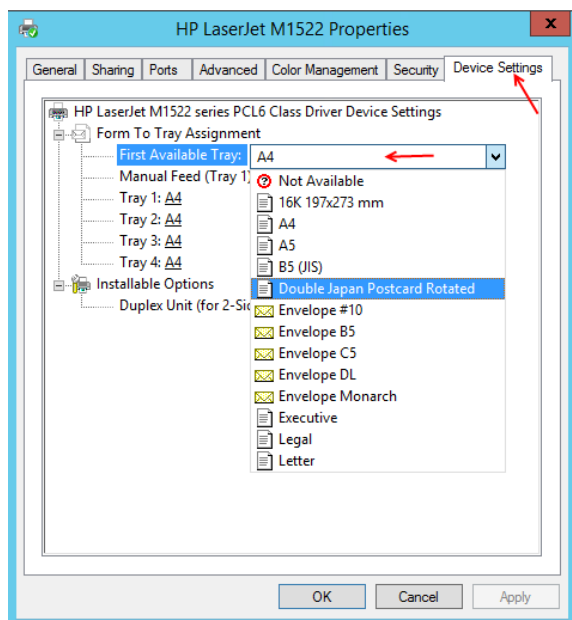 HP LaserJet M1522 Properties
x
General Sharing Ports Advanced Color Management Security Device Settings
HP LaserJet M1522 series PCL6 Class Driver Device Settings
Form To Tray Assignment
First Available Tray: A4
Manual Feed (Tray 1)
Not Available
16K 197x273 mm
Tray 1: A4
A4
Tray 2: A4
A5
Tray 3: A4
B5 (JIS)
Tray 4: A4
Double Japan Postcard Rotated
Installable Options
Envelope #10
Duplex Unit (for 2-Sid
Envelope B5
Envelope C5
Envelope DL
Envelope Monarch
Executive
Legal
Letter
OK Cancel Apply